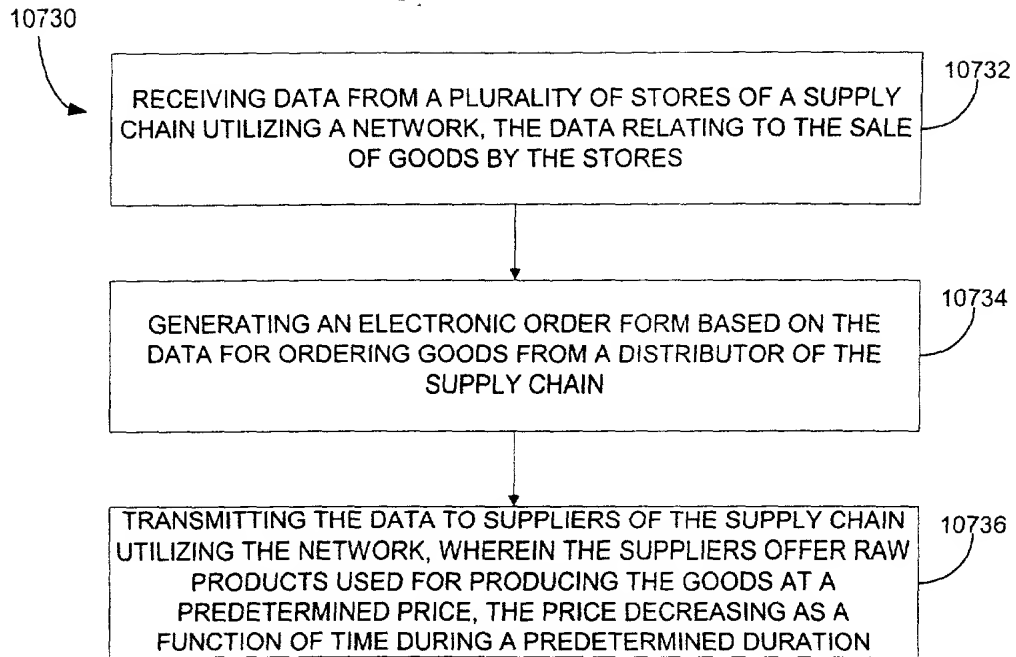 10730
10732
RECEIVING DATA FROM A PLURALITY OF STORES OF A SUPPLY
CHAIN UTILIZING A NETWORK, THE DATA RELATING TO THE SALE
OF GOODS BY THE STORES
10734
GENERATING AN ELECTRONIC ORDER FORM BASED ON THE
DATA FOR ORDERING GOODS FROM A DISTRIBUTOR OF THE
SUPPLY CHAIN
10736
TRANSMITTING THE DATA TO SUPPLIERS OF THE SUPPLY CHAIN
UTILIZING THE NETWORK, WHEREIN THE SUPPLIERS OFFER RAW
PRODUCTS USED FOR PRODUCING THE GOODS AT A
PREDETERMINED PRICE, THE PRICE DECREASING AS A
FUNCTION OF TIME DURING A PREDETERMINED DURATION